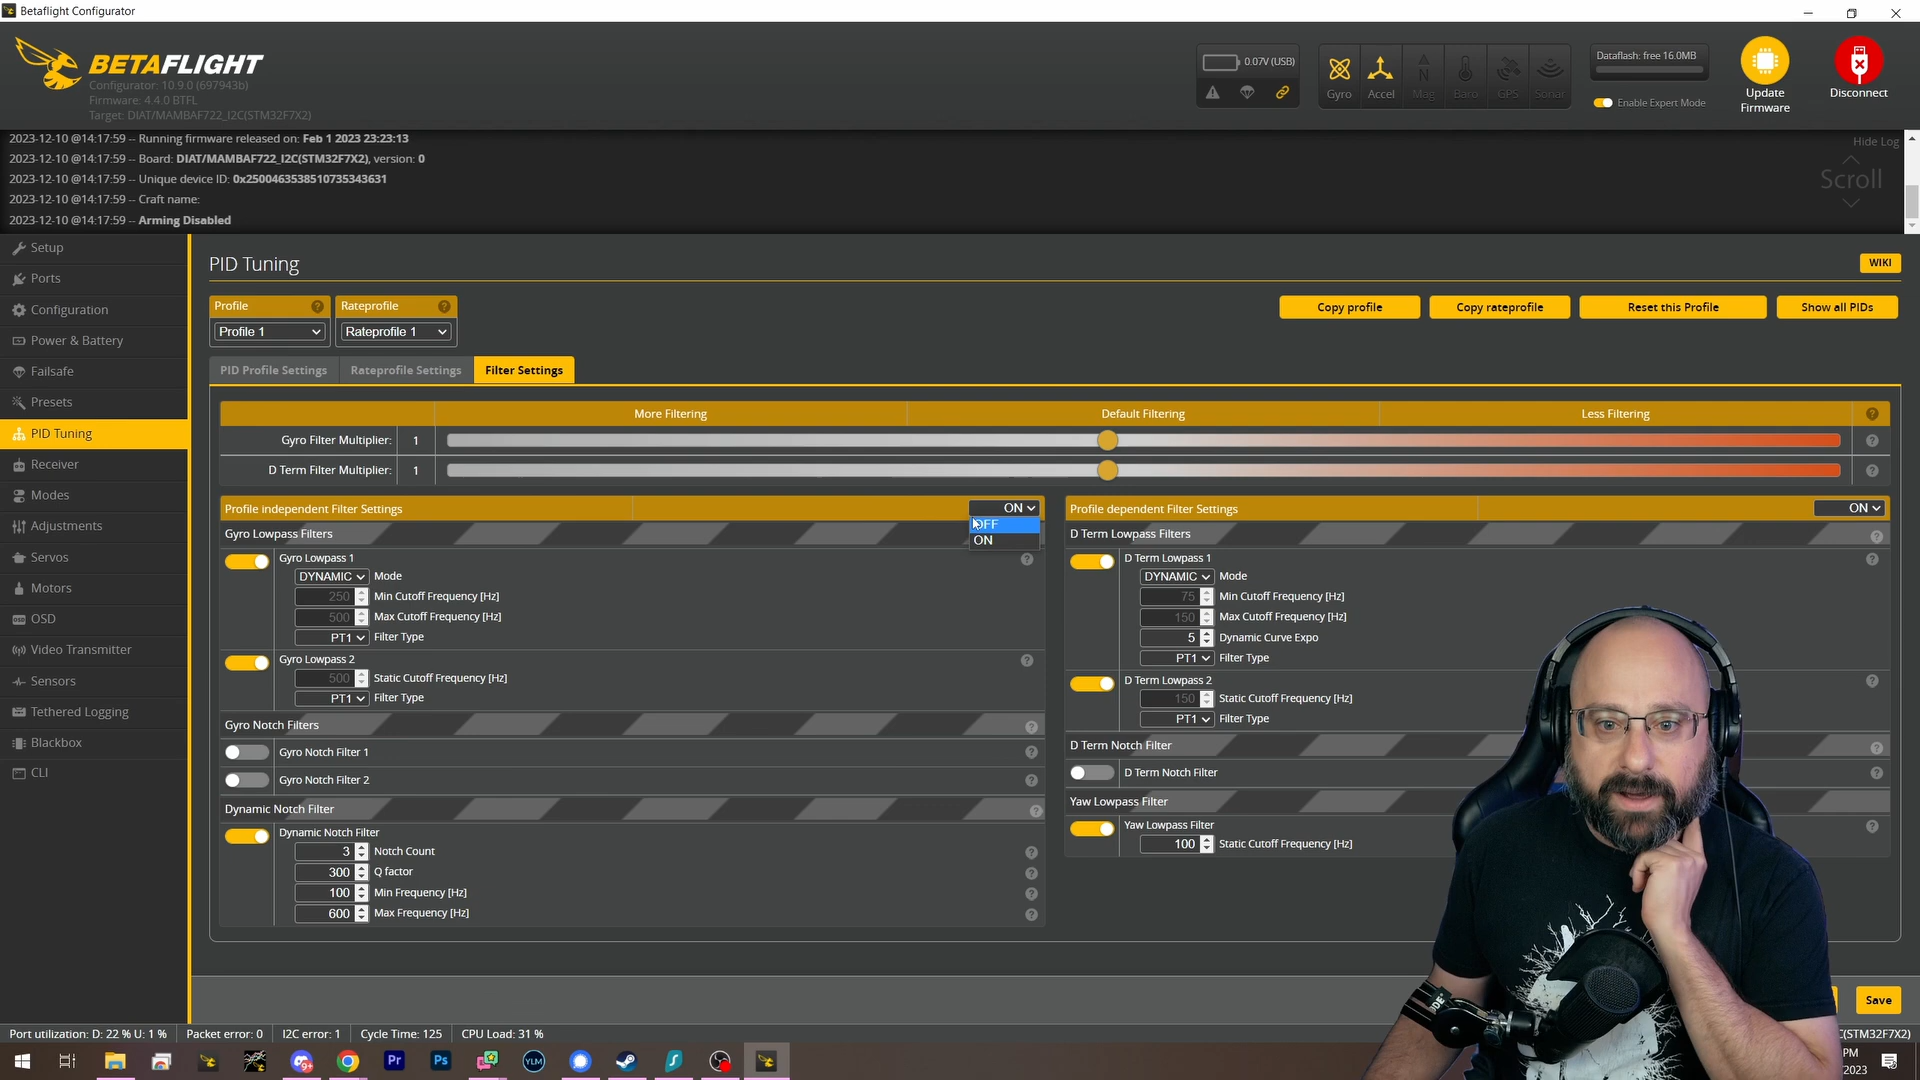 Betaflight Configurator
BETAFLIGHT
Configurator: 10.9.0 (697943b)
Firmware: 4.4.0 BTFL
Target: DIAT/MAMBAF722_I2C(STM32F7X2)
0.07V (USB)
Gyro
Accel
Mag
Baro
GPS
Sonar
Dataflash: free 16.0MB
Enable Expert Mode
Update
Firmware
Disconnect
2023-12-10 @14:17:59 -- Running firmware released on: Feb 1 2023 23:23:13
2023-12-10 @14:17:59 -- Board: DIAT/MAMBAF722_I2C(STM32F7X2), version: 0
2023-12-10 @14:17:59 -- Unique device ID: 0x2500463538510735343631
2023-12-10 @14:17:59 -- Craft name:
2023-12-10 @14:17:59 -- Arming Disabled
Hide Log
Scroll
Setup
Ports
Configuration
Power & Battery
Failsafe
Presets
PID Tuning
Receiver
Modes
Adjustments
Servos
Motors
OSD
Video Transmitter
Sensors
Tethered Logging
Blackbox
CLI
PID Tuning
WIKI
Profile
Profile 1
Rateprofile
Rateprofile 1
Copy profile
Copy rateprofile
Reset this Profile
Show all PIDs
PID Profile Settings
Rateprofile Settings
Filter Settings
More Filtering
Default Filtering
Less Filtering
Gyro Filter Multiplier: 1
D Term Filter Multiplier: 1
Profile independent Filter Settings
ON
OFF
ON
Gyro Lowpass Filters
Gyro Lowpass 1
DYNAMIC Mode
250 Min Cutoff Frequency [Hz]
500 Max Cutoff Frequency [Hz]
PT1 Filter Type
Gyro Lowpass 2
500 Static Cutoff Frequency [Hz]
PT1 Filter Type
Gyro Notch Filters
Gyro Notch Filter 1
Gyro Notch Filter 2
Dynamic Notch Filter
Dynamic Notch Filter
3 Notch Count
300 Q factor
100 Min Frequency [Hz]
600 Max Frequency [Hz]
Profile dependent Filter Settings
ON
D Term Lowpass Filters
D Term Lowpass 1
DYNAMIC Mode
75 Min Cutoff Frequency [Hz]
150 Max Cutoff Frequency [Hz]
5 Dynamic Curve Expo
PT1 Filter Type
D Term Lowpass 2
150 Static Cutoff Frequency [Hz]
PT1 Filter Type
D Term Notch Filter
D Term Notch Filter
Yaw Lowpass Filter
Yaw Lowpass Filter
100 Static Cutoff Frequency [Hz]
Save
Port utilization: D: 22 % U: 1 %
Packet error: 0
I2C error: 1
Cycle Time: 125
CPU Load: 31 %
C(STM32F7X2)
Pr
Ps
9+
YLM
PM
2023